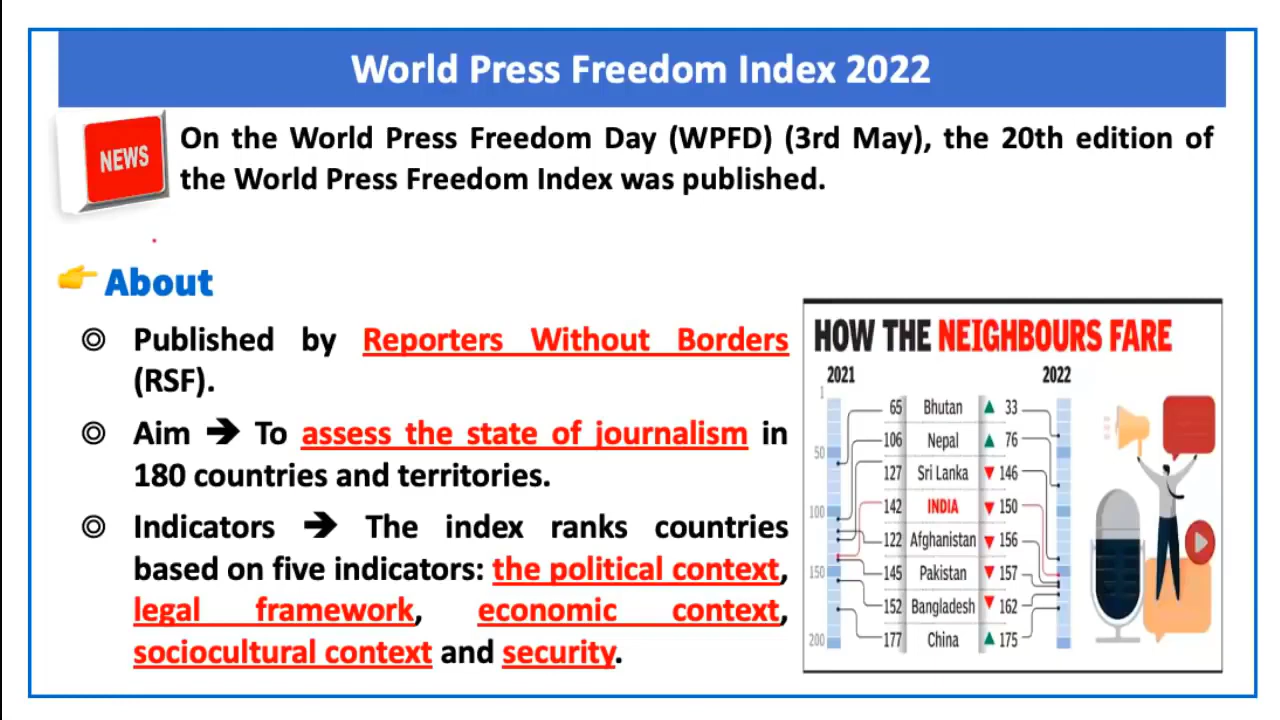 World Press Freedom Index 2022
NEWS
On the World Press Freedom Day (WPFD) (3rd May), the 20th edition of
the World Press Freedom Index was published.
About
◎ Published by Reporters Without Borders
(RSF).
◎ Aim ➔ To assess the state of journalism in
180 countries and territories.
◎ Indicators ➔ The index ranks countries
based on five indicators: the political context,
legal framework, economic context,
sociocultural context and security.
HOW THE NEIGHBOURS FARE
2021 2022
1
50
100
150
200
65 Bhutan ▲ 33
106 Nepal ▲ 76
127 Sri Lanka ▼ 146
142 INDIA ▼ 150
122 Afghanistan ▼ 156
145 Pakistan ▼ 157
152 Bangladesh ▼ 162
177 China ▲ 175